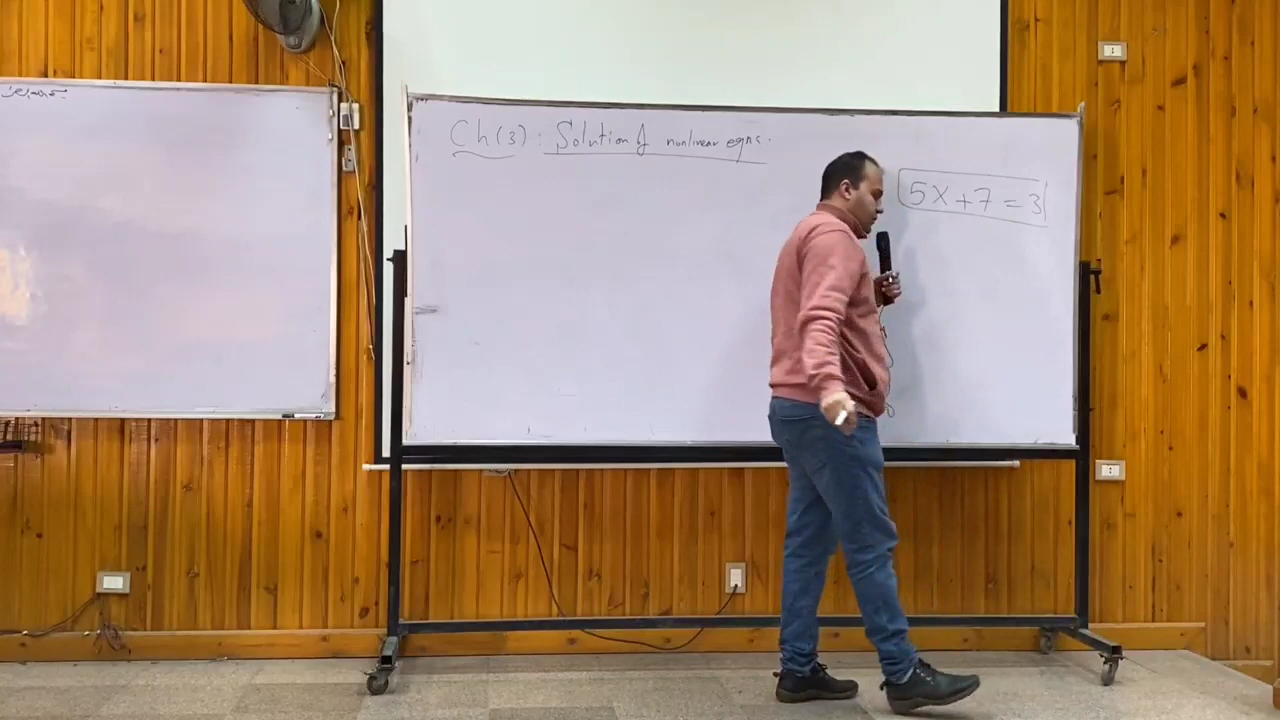 Ch(3) : Solution of nonlinear eqns.
5x + 7 = 3